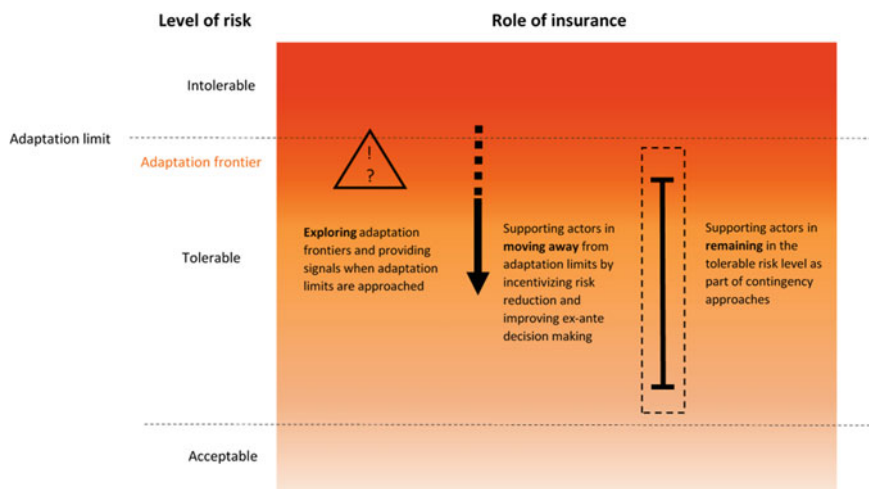 Level of risk
Role of insurance
Intolerable
Adaptation limit
Adaptation frontier
!
?
Tolerable
Exploring adaptation
frontiers and providing
signals when adaptation
limits are approached
Supporting actors in
moving away from
adaptation limits by
incentivizing risk
reduction and
improving ex-ante
decision making
Supporting actors in
remaining in the
tolerable risk level as
part of contingency
approaches
Acceptable